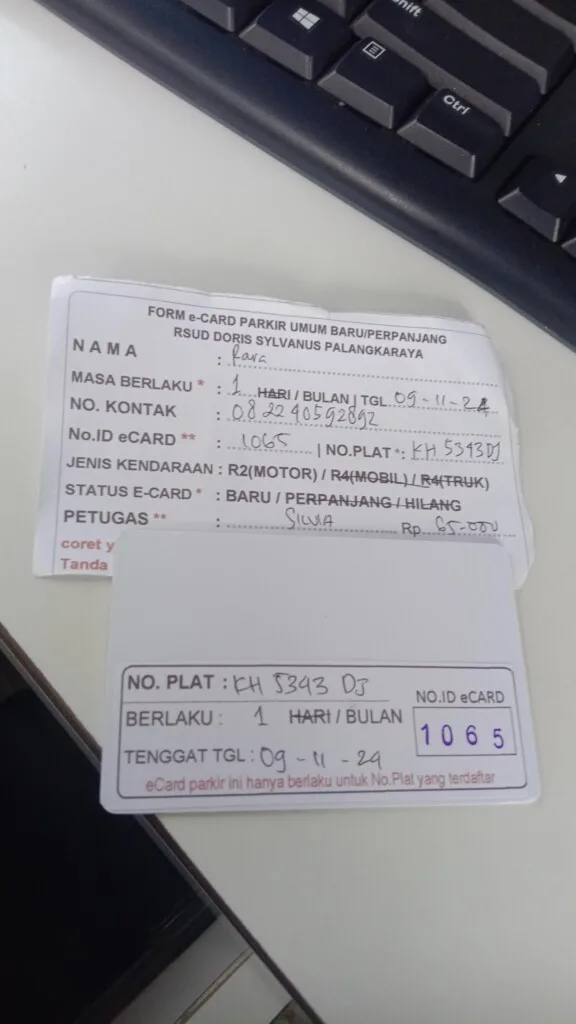 Shift
Ctrl
FORM e-CARD PARKIR UMUM BARU/PERPANJANG
RSUD DORIS SYLVANUS PALANGKARAYA
NAMA : Rara
MASA BERLAKU * : 1 HARI / BULAN | TGL 09-11-24
NO. KONTAK : 082240592892
No.ID eCARD ** : 1065 | NO.PLAT *: KH 5343 DJ
JENIS KENDARAAN : R2(MOTOR) / R4(MOBIL) / R4(TRUK)
STATUS E-CARD * : BARU / PERPANJANG / HILANG
PETUGAS ** : SILVIA Rp 65.000
coret
Tanda
NO. PLAT : KH 5343 DJ
NO.ID eCARD
BERLAKU : 1 HARI / BULAN
1065
TENGGAT TGL : 09-11-24
eCard parkir ini hanya berlaku untuk No.Plat yang terdaftar